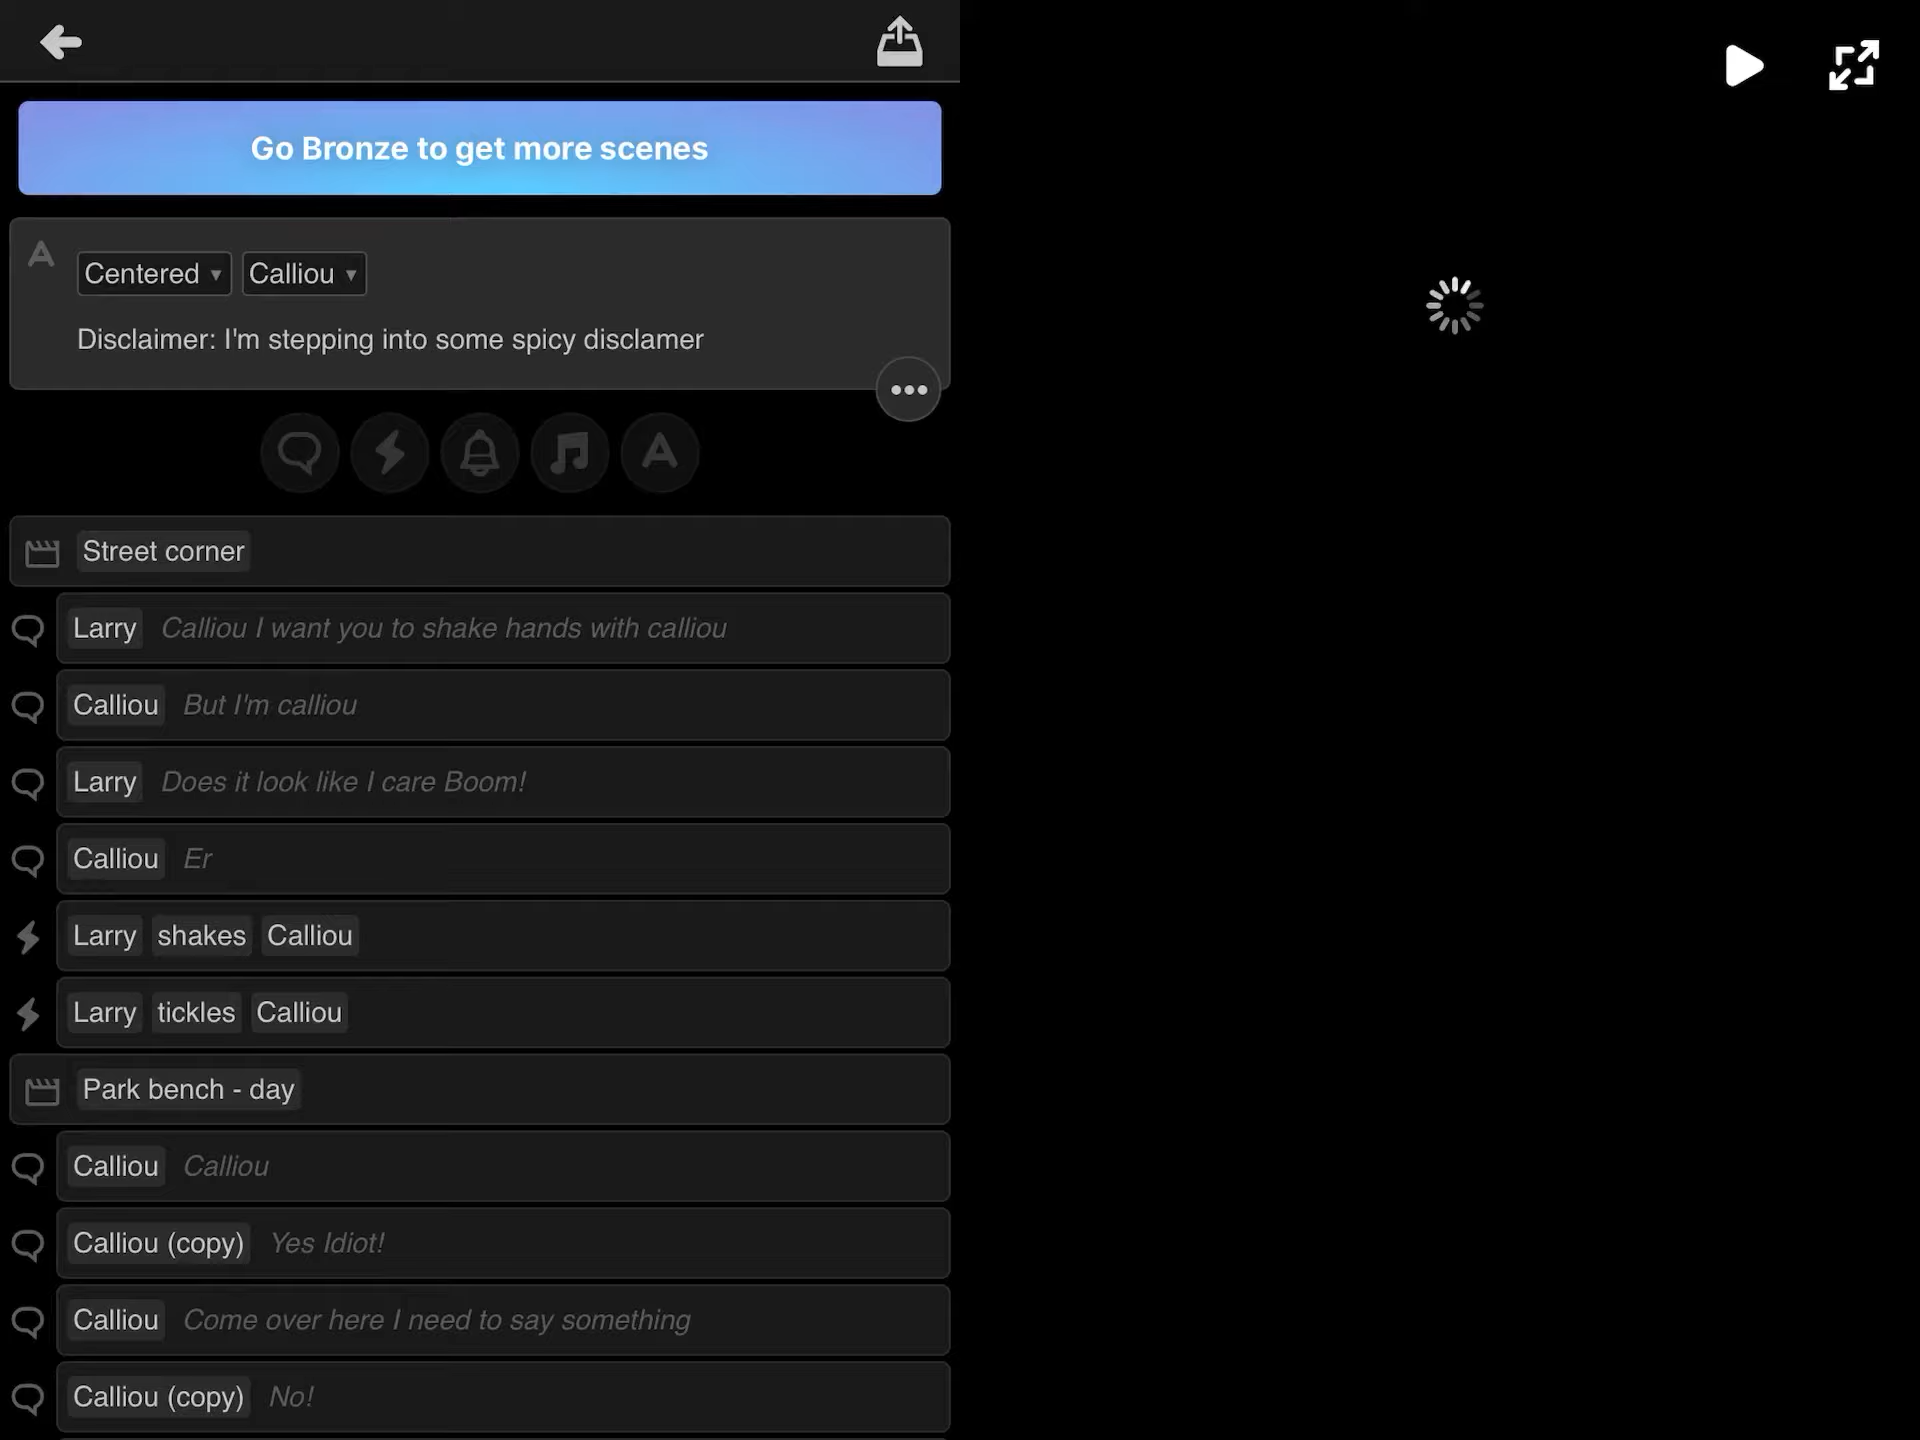 Go Bronze to get more scenes
Centered Calliou
Disclaimer: I'm stepping into some spicy disclamer
Street corner
Larry Calliou I want you to shake hands with calliou
Calliou But I'm calliou
Larry Does it look like I care Boom!
Calliou Er
Larry shakes Calliou
Larry tickles Calliou
Park bench - day
Calliou Calliou
Calliou (copy) Yes Idiot!
Calliou Come over here I need to say something
Calliou (copy) No!